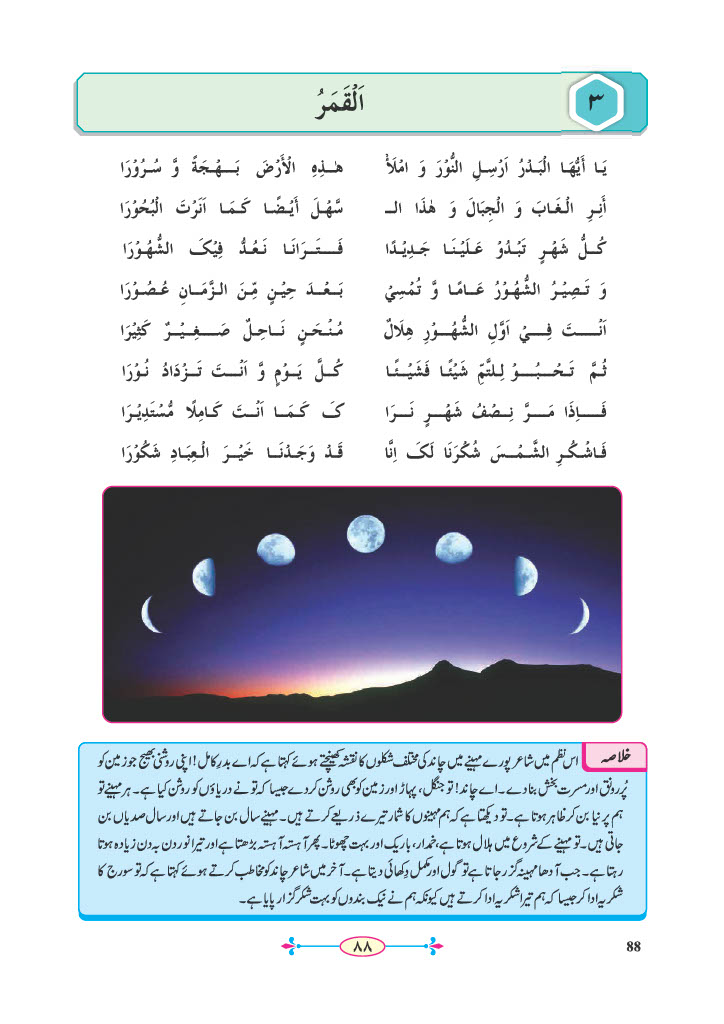 ۳
اَلْقَمَرُ
یَا أَیُّهَا الْبَدْرُ اَرْسِلِ النُّوْرَ وَ امْلَأْ هٰذِهِ الْأَرْضَ بَهْجَةً وَّ سُرُوْرَا
أَنِرِ الْغَابَ وَ الْجِبَالَ وَ هٰذَا الـ سَّهْلَ أَیْضًا کَمَا اَنَرْتَ الْبُحُوْرَا
کُلُّ شَهْرٍ تَبْدُوْ عَلَیْنَا جَدِیْدًا فَتَرَانَا نَعُدُّ فِیْکَ الشُّهُوْرَا
وَ تَصِیْرُ الشُّهُوْرُ عَامًا وَّ تُمْسِیْ بَعْدَ حِیْنٍ مِّنَ الزَّمَانِ عُصُوْرَا
اَنْتَ فِیْ اَوَّلِ الشُّهُوْرِ هِلَالٌ مُنْحَنٍ نَاحِلٌ صَغِیْرٌ کَثِیْرَا
ثُمَّ تَحْبُوْ لِلتَّمِّ شَیْئًا فَشَیْئًا کُلَّ یَوْمٍ وَّ اَنْتَ تَزْدَادُ نُوْرَا
فَاِذَا مَرَّ نِصْفُ شَهْرٍ نَرَا کَ کَمَا اَنْتَ کَامِلًا مُّسْتَدِیْرَا
فَاشْکُرِ الشَّمْسَ شُکْرَنَا لَکَ اِنَّا قَدْ وَجَدْنَا خَیْرَ الْعِبَادِ شَکُوْرَا
خلاصہ
اس نظم میں شاعر پورے مہینے میں چاند کی مختلف شکلوں کا نقشہ کھینچتے ہوئے کہتا ہے کہ اے بدرِ کامل! اپنی روشنی بھیج جو زمین کو
پُر رونق اور مسرت بخش بنا دے۔ اے چاند! تو جنگل، پہاڑ اور زمین کو بھی روشن کر دے جیسا کہ تو نے دریاؤں کو روشن کیا ہے۔ ہر مہینے تو
ہم پر نیا بن کر ظاہر ہوتا ہے۔ تو دیکھتا ہے کہ ہم مہینوں کا شمار تیرے ذریعے کرتے ہیں۔ مہینے سال بن جاتے ہیں اور سال صدیاں بن
جاتی ہیں۔ تو مہینے کے شروع میں ہلال ہوتا ہے، خمدار، باریک اور بہت چھوٹا۔ پھر آہستہ آہستہ بڑھتا ہے اور تیرا نور دن بہ دن زیادہ ہوتا
رہتا ہے۔ جب آدھا مہینہ گزر جاتا ہے تو گول اور مکمل دِکھائی دیتا ہے۔ آخر میں شاعر چاند کو مخاطب کرتے ہوئے کہتا ہے کہ تو سورج کا
شکریہ ادا کر جیسا کہ ہم تیرا شکریہ ادا کرتے ہیں کیونکہ ہم نے نیک بندوں کو بہت شکر گزار پایا ہے۔
۸۸
88